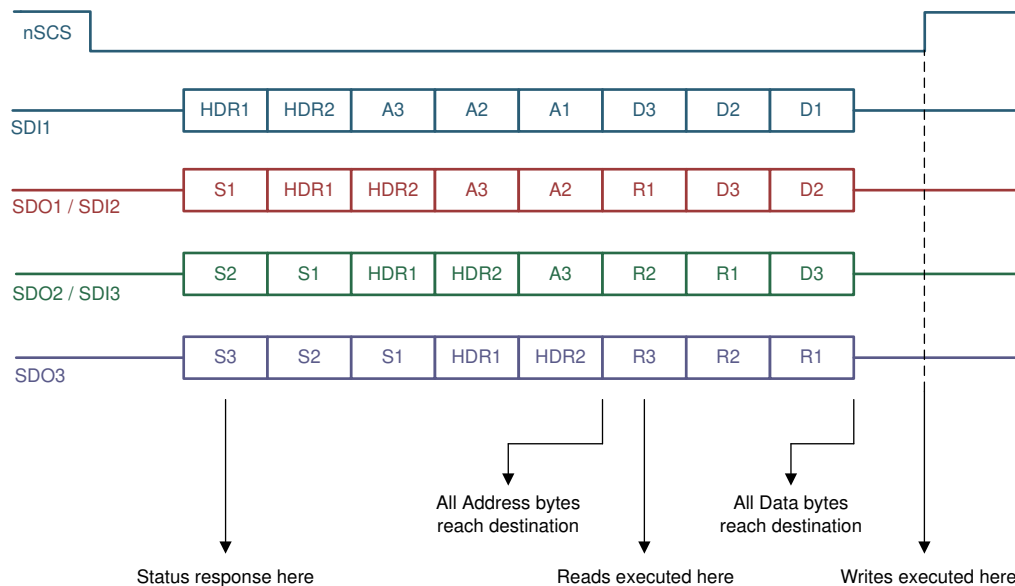 nSCS
HDR1 HDR2 A3 A2 A1 D3 D2 D1
SDI1
S1 HDR1 HDR2 A3 A2 R1 D3 D2
SDO1 / SDI2
S2 S1 HDR1 HDR2 A3 R2 R1 D3
SDO2 / SDI3
S3 S2 S1 HDR1 HDR2 R3 R2 R1
SDO3
All Address bytes
reach destination
All Data bytes
reach destination
Status response here
Reads executed here
Writes executed here